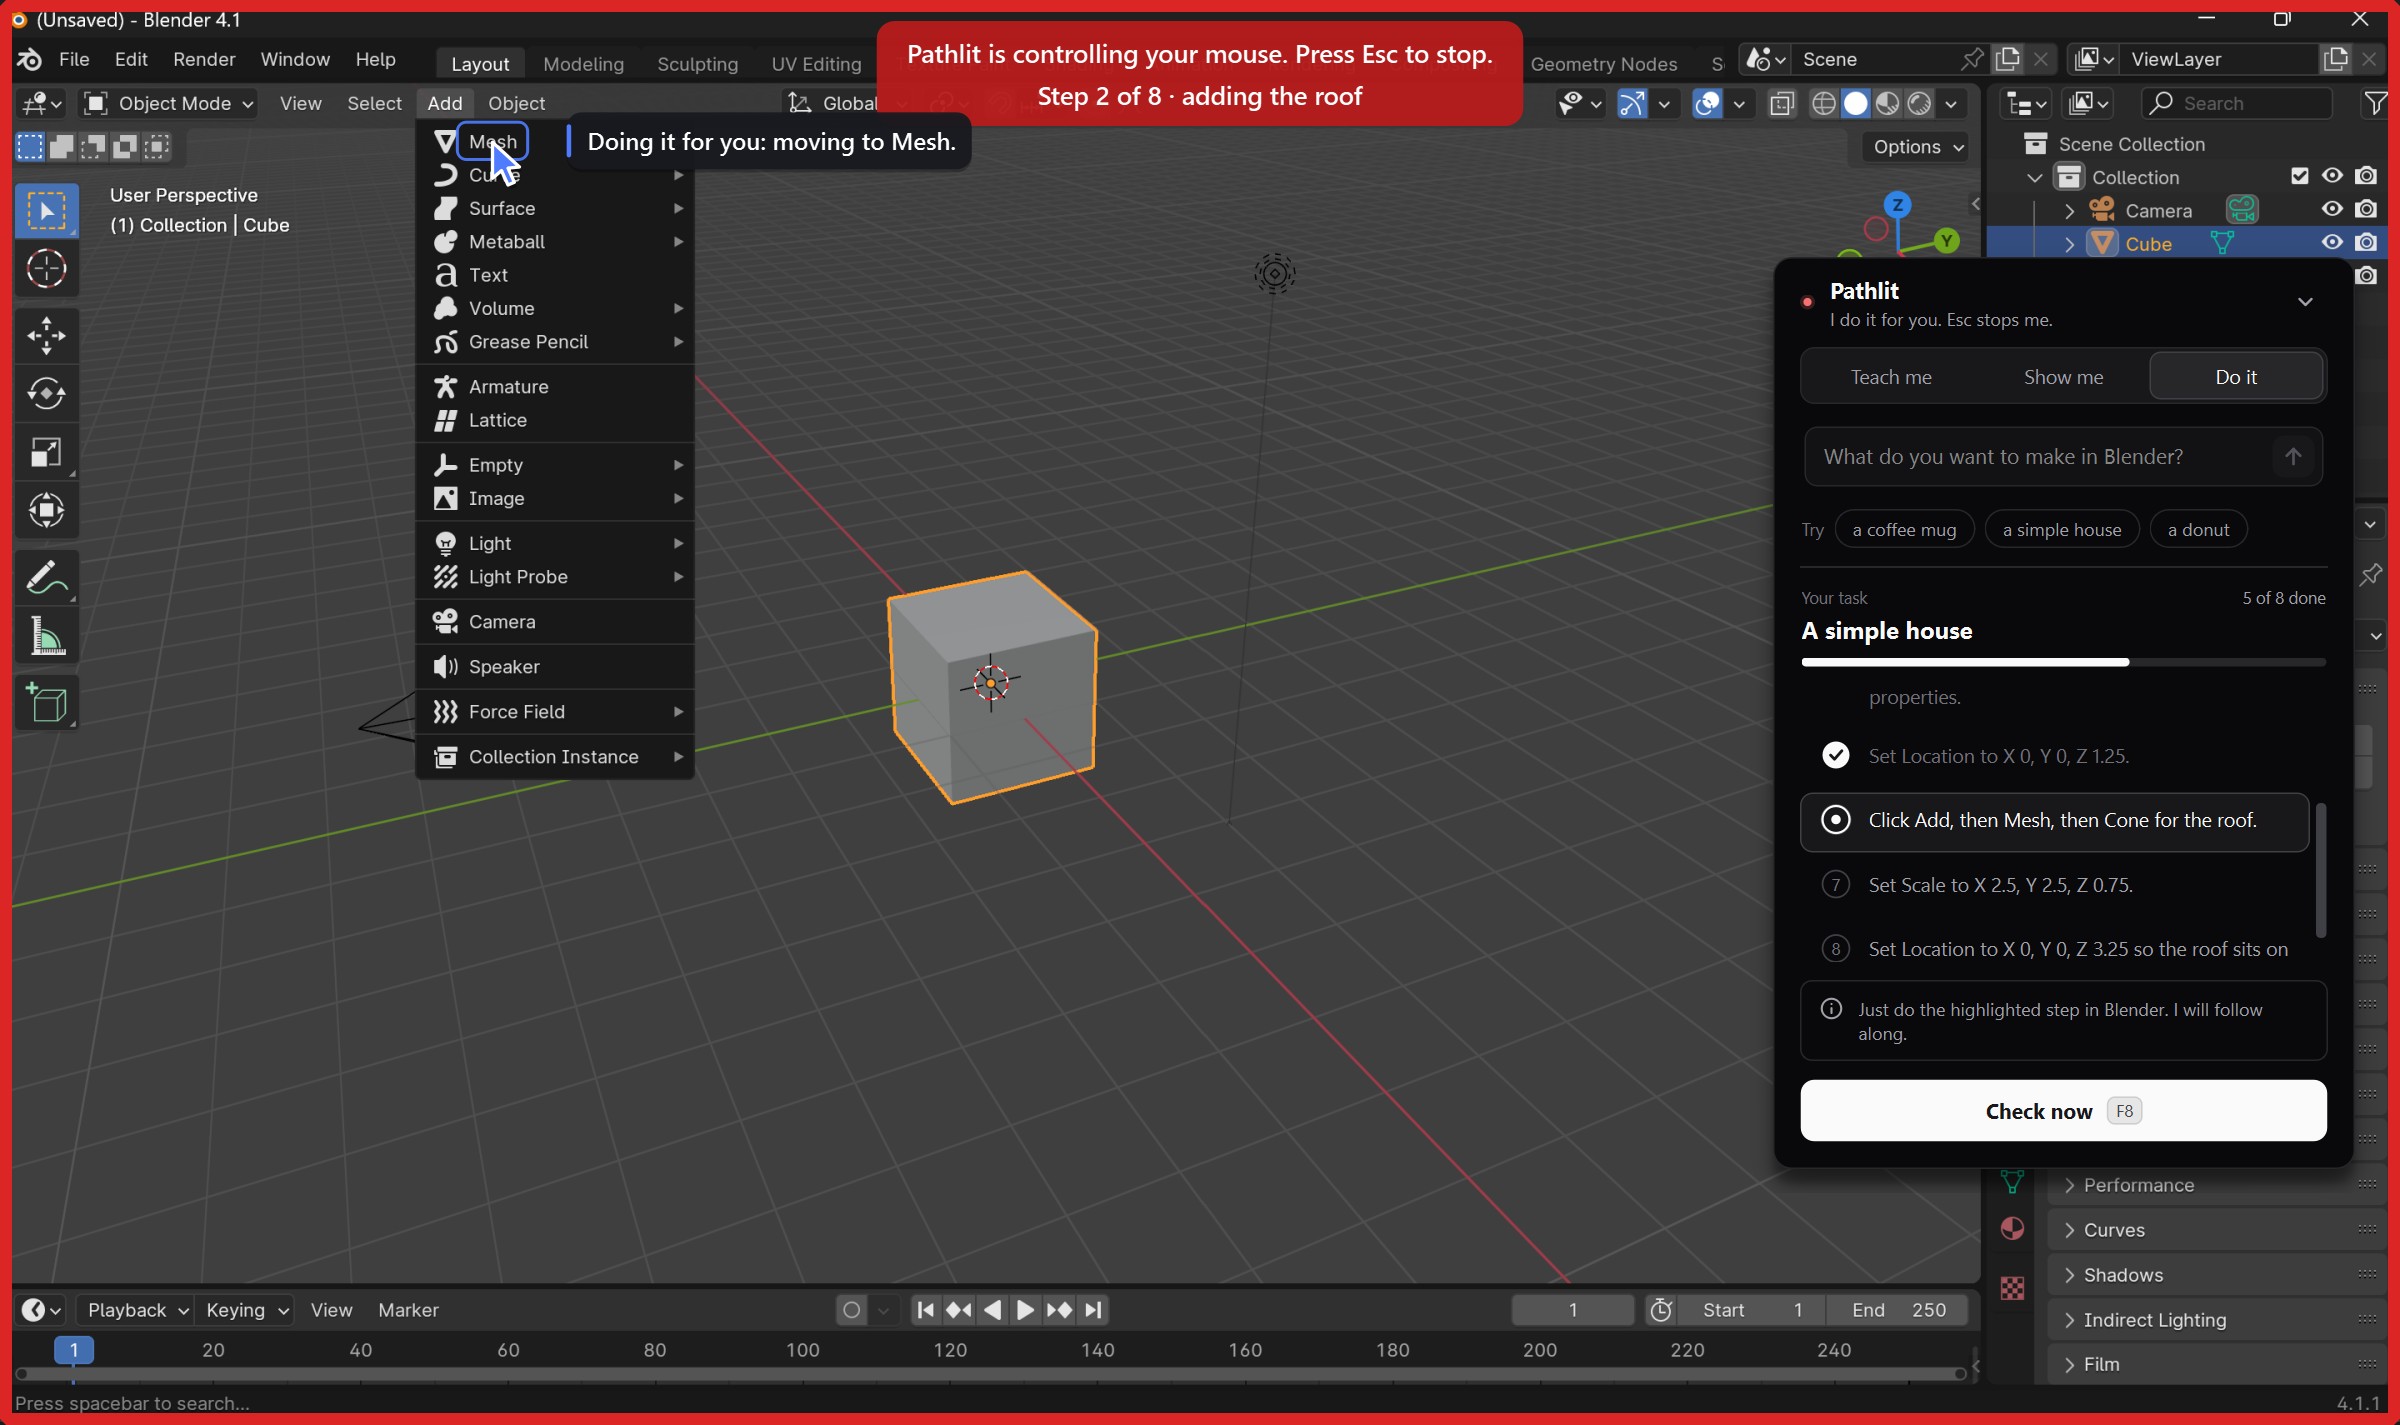 (Unsaved) - Blender 4.1
File Edit Render Window Help
Layout Modeling Sculpting UV Editing
Geometry Nodes
Scene
ViewLayer
Pathlit is controlling your mouse. Press Esc to stop.
Step 2 of 8 · adding the roof
Object Mode View Select Add Object
Global
Search
Options
User Perspective
(1) Collection | Cube
Mesh
Doing it for you: moving to Mesh.
Surface
Metaball
Text
Volume
Grease Pencil
Armature
Lattice
Empty
Image
Light
Light Probe
Camera
Speaker
Force Field
Collection Instance
Z
Y
Scene Collection
Collection
Camera
Cube
Pathlit
I do it for you. Esc stops me.
Teach me Show me Do it
What do you want to make in Blender?
Try a coffee mug a simple house a donut
Your task 5 of 8 done
A simple house
properties.
Set Location to X 0, Y 0, Z 1.25.
Click Add, then Mesh, then Cone for the roof.
7 Set Scale to X 2.5, Y 2.5, Z 0.75.
8 Set Location to X 0, Y 0, Z 3.25 so the roof sits on
Just do the highlighted step in Blender. I will follow
along.
Check now F8
Performance
Curves
Shadows
Indirect Lighting
Film
Playback Keying View Marker
1 Start 1 End 250
1 20 40 60 80 100 120 140 160 180 200 220 240
Press spacebar to search...
4.1.1